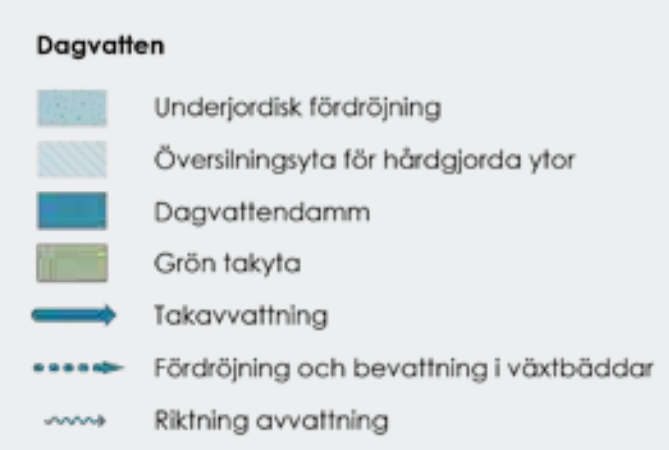 Dagvatten
Underjordisk fördröjning
Översilningsyta för hårdgjorda ytor
Dagvattendamm
Grön takyta
Takavvattning
Fördröjning och bevattning i växtbäddar
Riktning avvattning